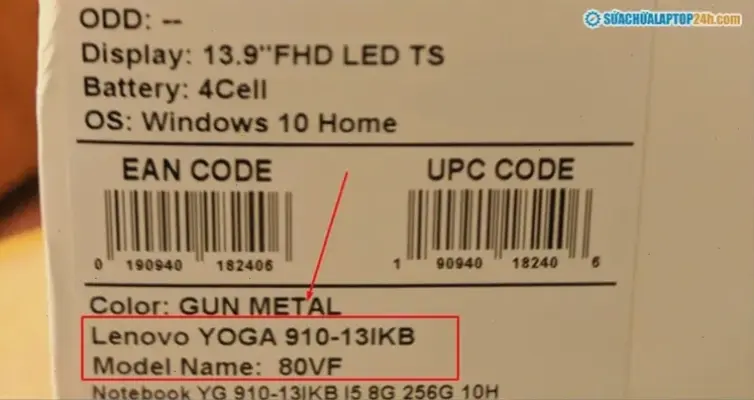 SỬACHỮALAPTOP24h.com
ODD: --
Display: 13.9"FHD LED TS
Battery: 4Cell
OS: Windows 10 Home
EAN CODE
UPC CODE
0 190940 182406
1 90940 18240 6
Color: GUN METAL
Lenovo YOGA 910-13IKB
Model Name: 80VF
Notebook YG 910-13IKB I5 8G 256G 10H